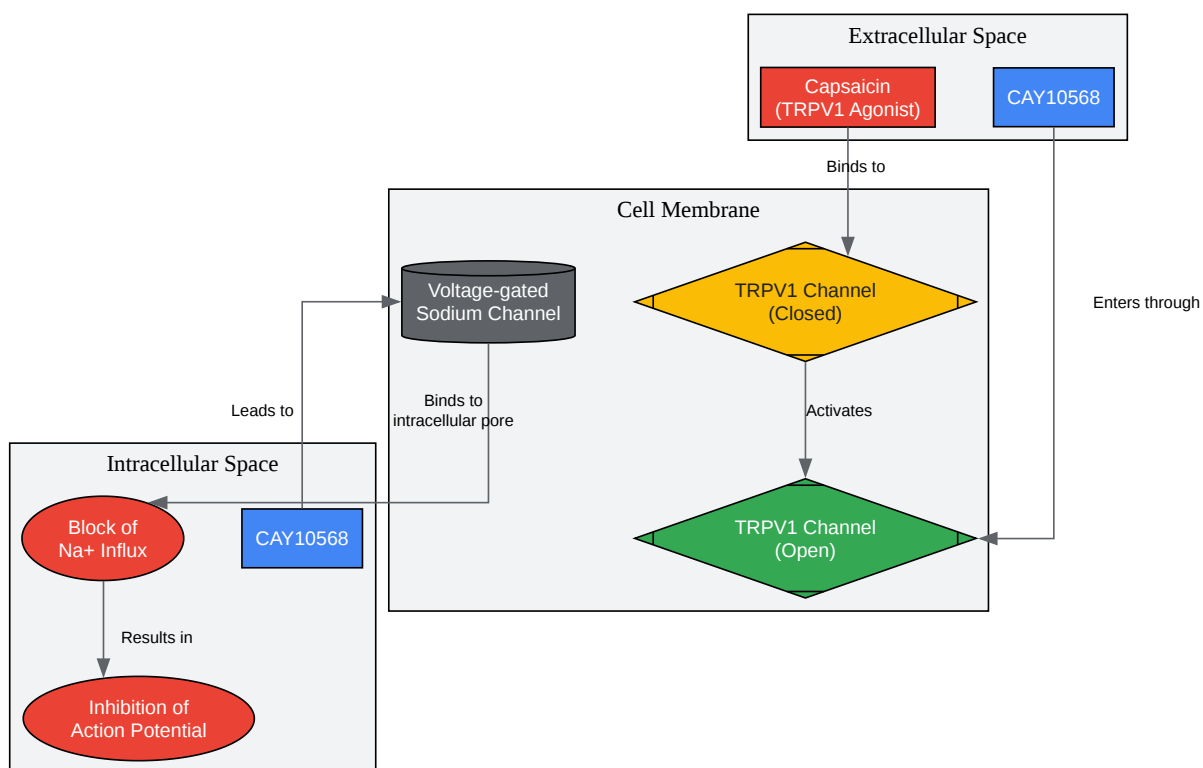 Extracellular Space
Capsaicin
(TRPV1 Agonist)
CAY10568
Binds to
Cell Membrane
Voltage-gated
Sodium Channel
TRPV1 Channel
(Closed)
Enters through
Leads to
Binds to
intracellular pore
Activates
Intracellular Space
Block of
Na+ Influx
CAY10568
TRPV1 Channel
(Open)
Results in
Inhibition of
Action Potential